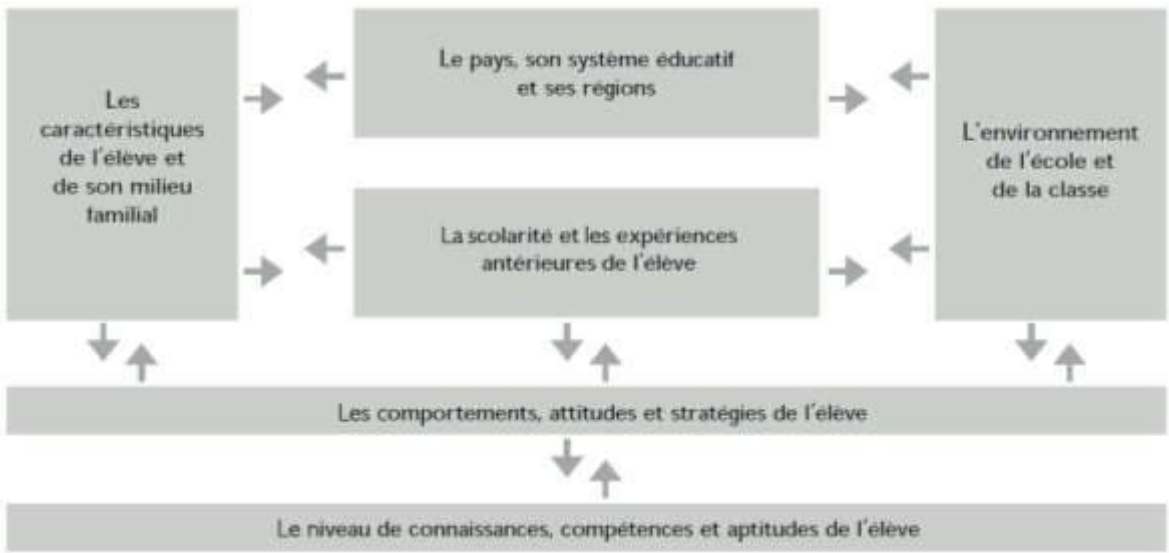 Les
caractéristiques
de l'élève et
de son milieu
familial
Le pays, son système éducatif
et ses régions
La scolarité et les expériences
antérieures de l'élève
L'environnement
de l'école et
de la classe
Les comportements, attitudes et stratégies de l'élève
Le niveau de connaissances, compétences et aptitudes de l'élève